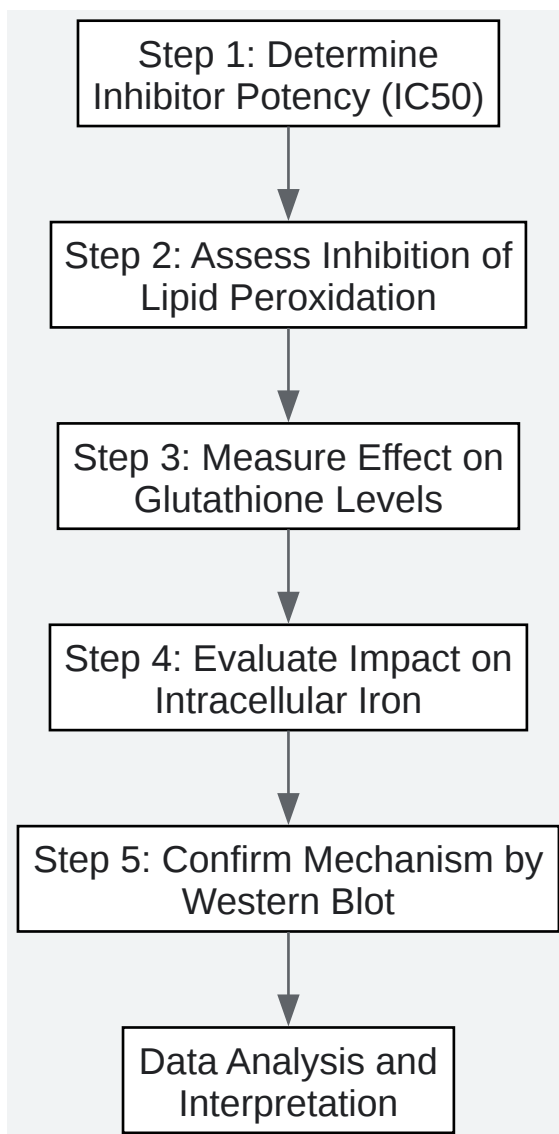 Step 1: Determine
Inhibitor Potency (IC50)
Step 2: Assess Inhibition of
Lipid Peroxidation
Step 3: Measure Effect on
Glutathione Levels
Step 4: Evaluate Impact on
Intracellular Iron
Step 5: Confirm Mechanism by
Western Blot
Data Analysis and
Interpretation